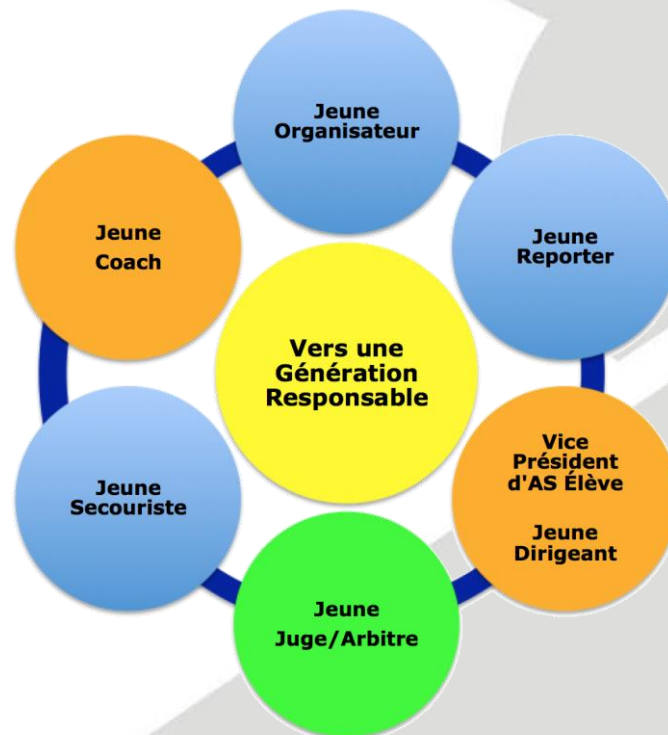 Jeune
Organisateur
Jeune
Reporter
Jeune
Coach
Vers une
Génération
Responsable
Vice
Président
d'AS Élève
Jeune
Dirigeant
Jeune
Secouriste
Jeune
Juge/Arbitre